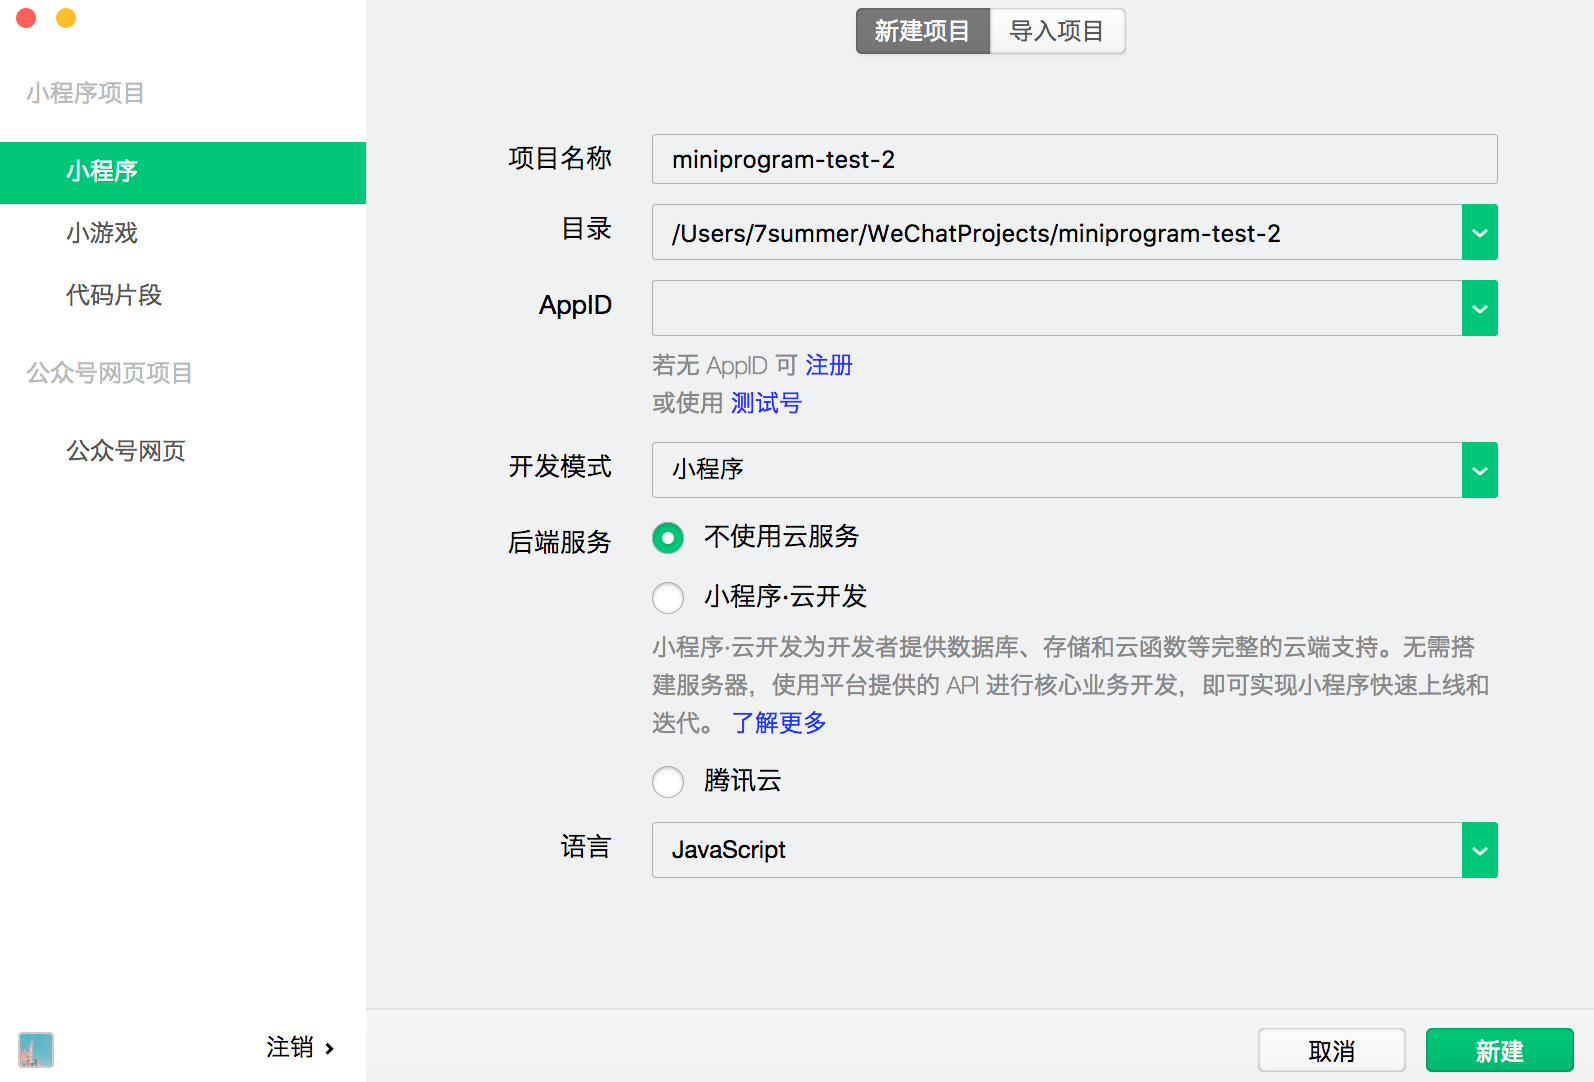 新建项目 导入项目
小程序项目
小程序
小游戏
代码片段
公众号网页项目
公众号网页
注销
项目名称 miniprogram-test-2
目录 /Users/7summer/WeChatProjects/miniprogram-test-2
AppID
若无 AppID 可 注册
或使用 测试号
开发模式 小程序
后端服务 不使用云服务
小程序·云开发
小程序·云开发为开发者提供数据库、存储和云函数等完整的云端支持。无需搭
建服务器，使用平台提供的 API 进行核心业务开发，即可实现小程序快速上线和
迭代。 了解更多
腾讯云
语言 JavaScript
取消 新建